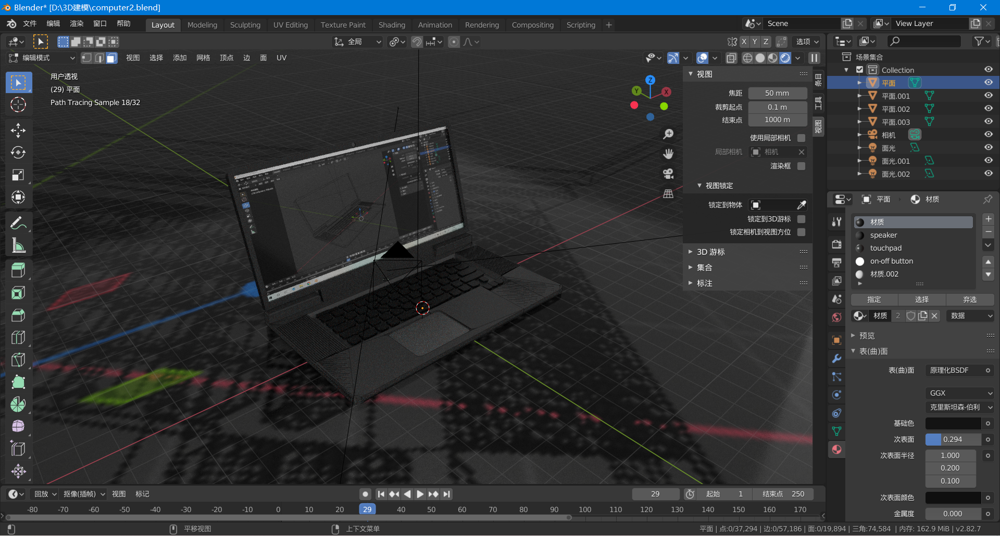 Blender* [D:\3D建模\computer2.blend]
文件 编辑 渲染 窗口 帮助 Layout Modeling Sculpting UV Editing Texture Paint Shading Animation Rendering Compositing Scripting + Scene View Layer
全局 X Y Z 选项
编辑模式 视图 选择 添加 网格 顶点 边 面 UV
用户透视
(29) 平面
Path Tracing Sample 18/32
Z
Y
X
视图
焦距 50 mm
裁剪起点 0.1 m
结束点 1000 m
使用局部相机
局部相机 相机
渲染框
视图锁定
锁定到物体
锁定到3D游标
锁定相机到视图方位
3D 游标
集合
标注
条目
工具
视图
场景集合
Collection
平面
平面.001
平面.002
平面.003
相机
面光
面光.001
面光.002
平面 材质
材质
speaker
touchpad
on-off button
材质.002
指定 选择 弃选
材质 2 数据
预览
表(曲)面
表(曲)面 原理化BSDF
GGX
克里斯坦森-伯利
基础色
次表面 0.294
次表面半径 1.000
0.200
0.100
次表面颜色
金属度 0.000
回放 抠像(插帧) 视图 标记 29 起始 1 结束点 250
-80 -70 -60 -50 -40 -30 -20 -10 0 10 20 29 40 50 60 70 80 90 100 110 120 130 140 150 160 170
平移视图 上下文菜单 平面 | 点:0/37,294 | 边:0/57,186 | 面:0/19,894 | 三角:74,584 | 内存: 162.9 MiB | v2.82.7